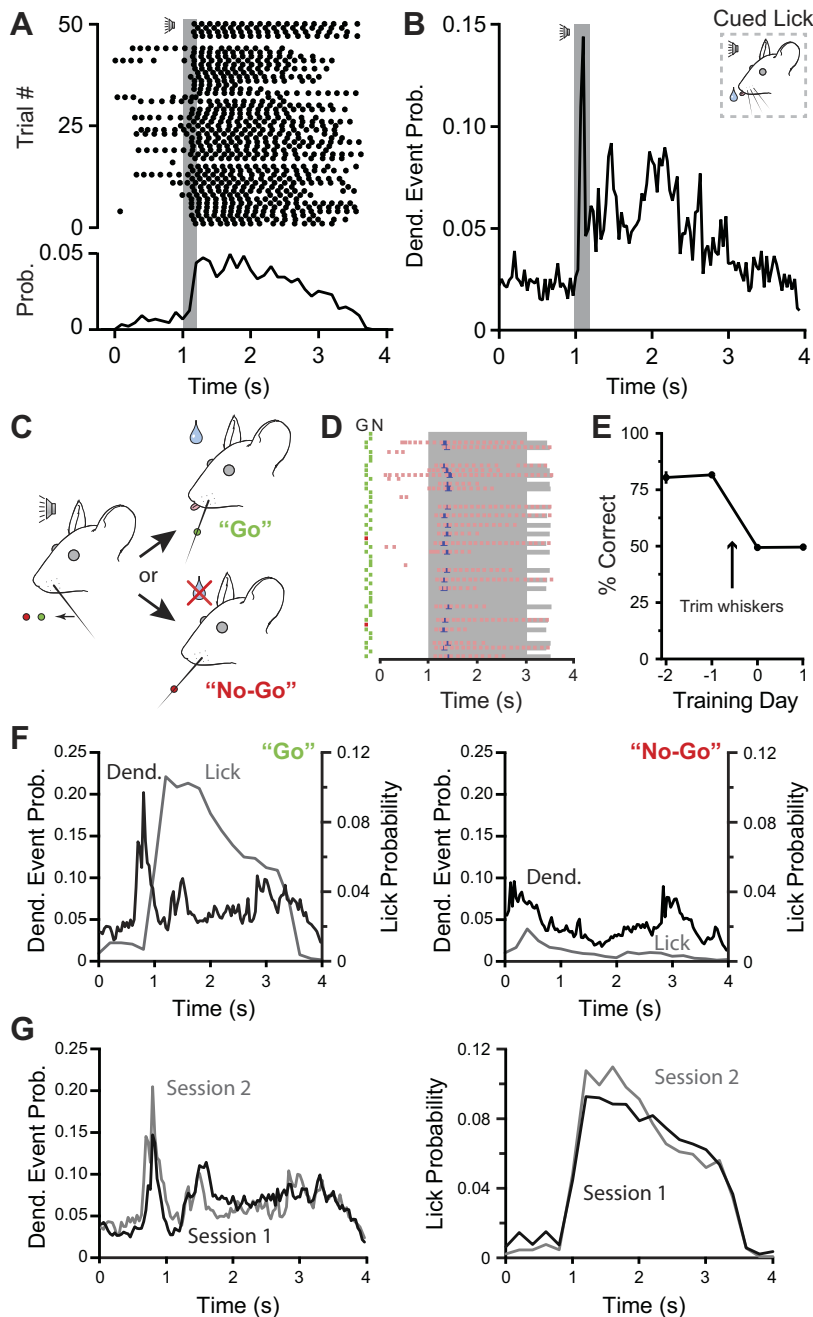 A
50
25
0
Trial #
0.05
0
Prob.
0 1 2 3 4
Time (s)
B
Cued Lick
0.15
0.10
0.05
0
Dend. Event Prob.
0 1 2 3 4
Time (s)
C
“Go”
or
“No-Go”
D
G N
0 1 2 3 4
Time (s)
E
100
75
50
25
0
% Correct
Trim whiskers
-2 -1 0 1
Training Day
F
“Go”
0.25
0.20
0.15
0.10
0.05
0
Dend. Event Prob.
Dend.
Lick
0.12
0.08
0.04
0
Lick Probability
0 1 2 3 4
Time (s)
“No-Go”
0.25
0.20
0.15
0.10
0.05
0
Dend. Event Prob.
Dend.
Lick
0.12
0.08
0.04
0
Lick Probability
0 1 2 3 4
Time (s)
G
0.25
0.20
0.15
0.10
0.05
0
Dend. Event Prob.
Session 2
Session 1
0 1 2 3 4
Time (s)
0.12
0.08
0.04
0
Lick Probability
Session 2
Session 1
0 1 2 3 4
Time (s)